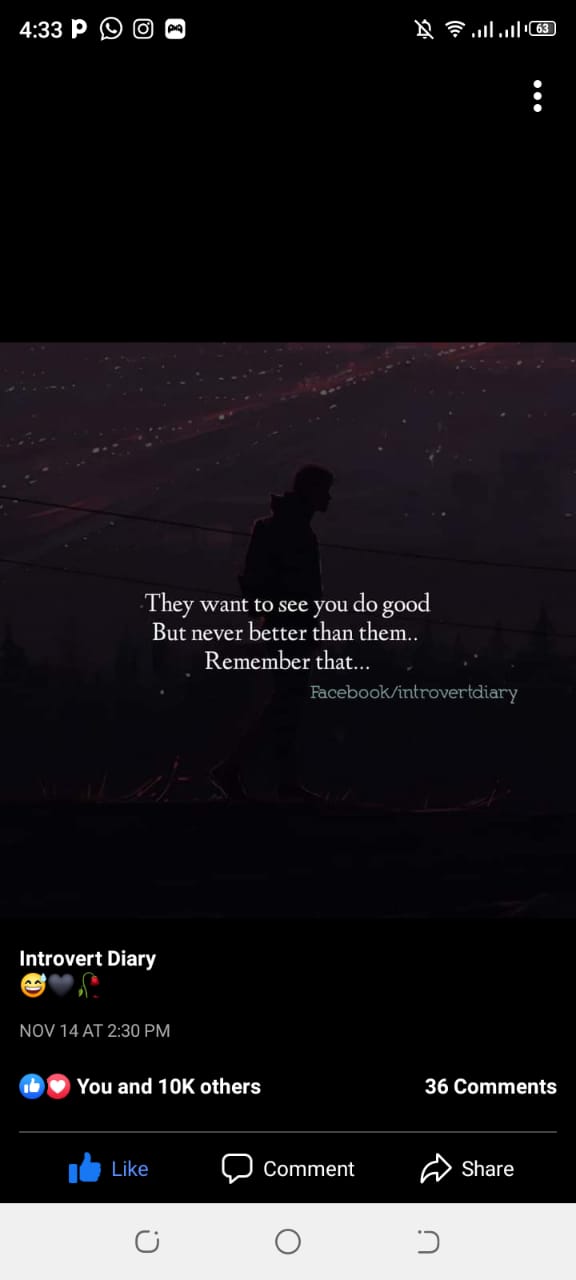 4:33
63
They want to see you do good
But never better than them..
Remember that...
Facebook/introvertdiary
Introvert Diary
😅🖤🥀
NOV 14 AT 2:30 PM
You and 10K others 36 Comments
Like Comment Share